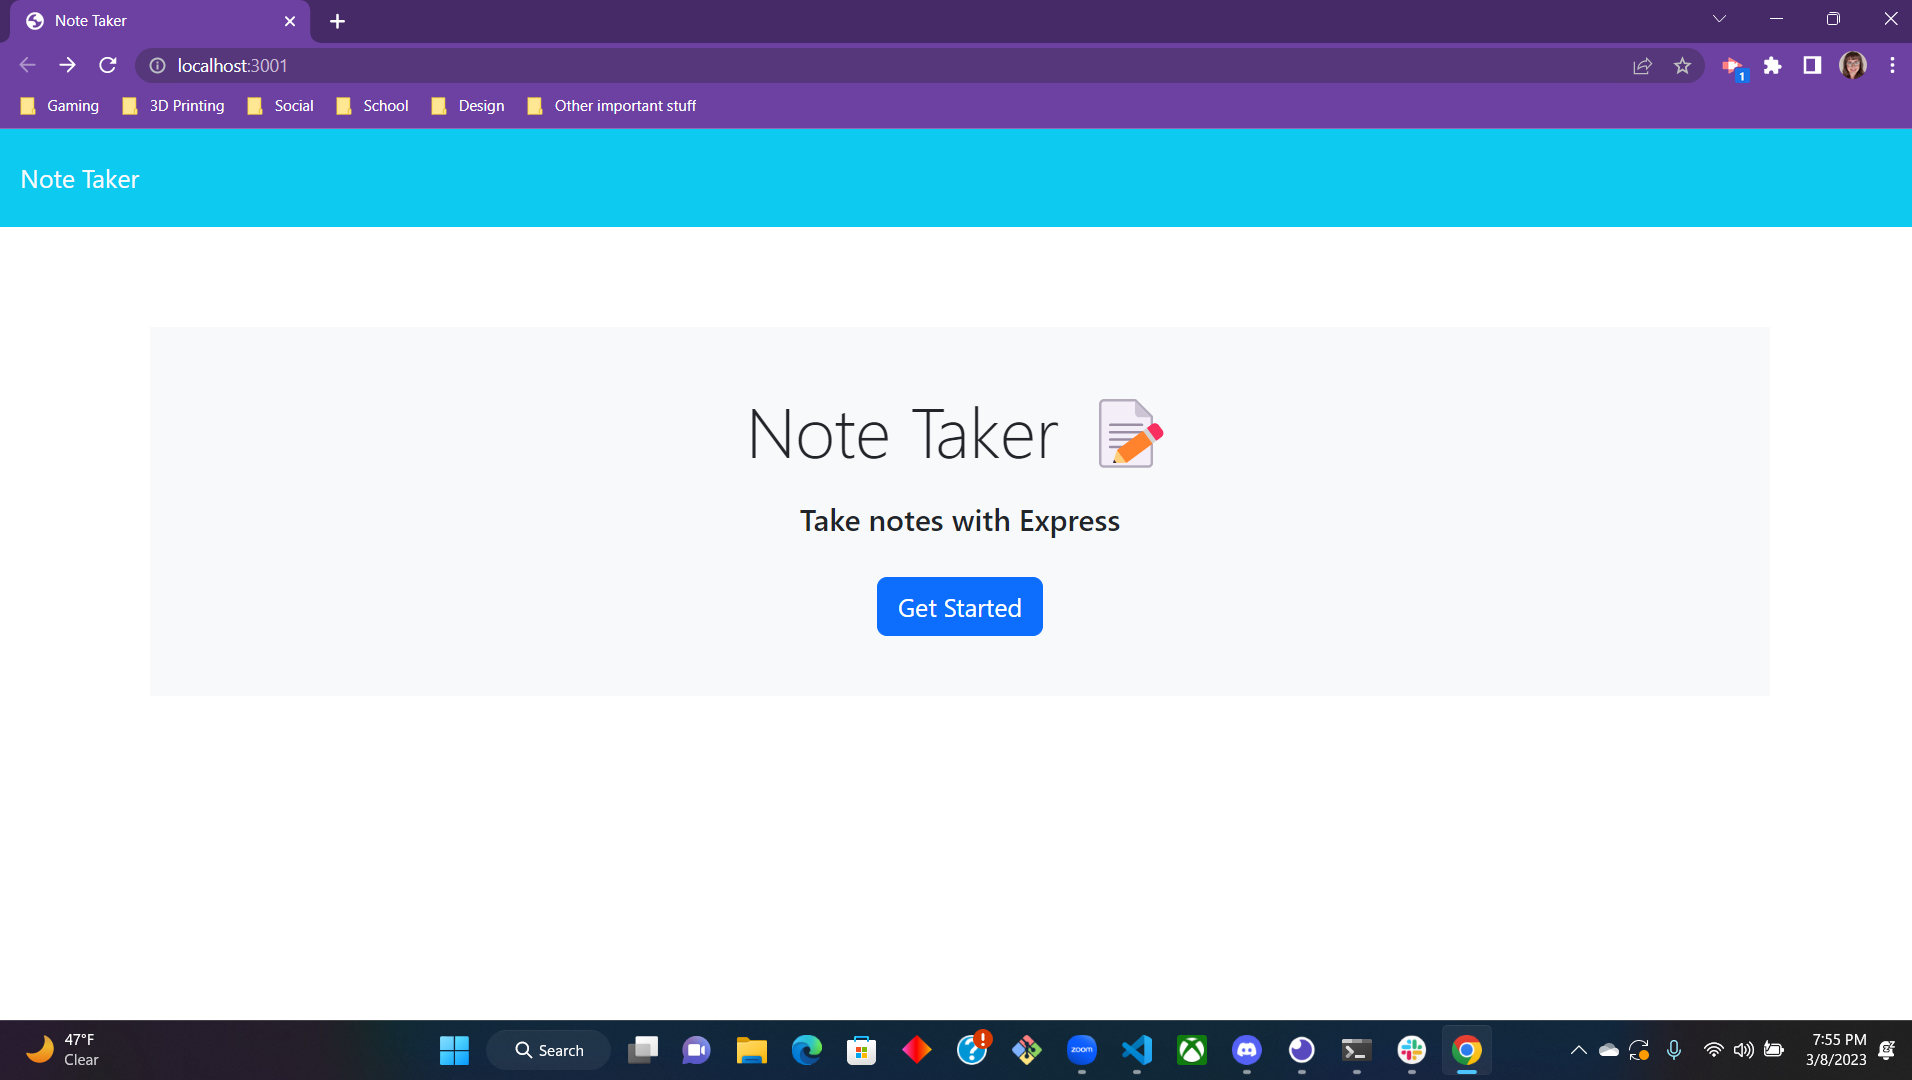 Note Taker
localhost:3001
1
Gaming
3D Printing
Social
School
Design
Other important stuff
Note Taker
Note Taker
Take notes with Express
Get Started
47°F
Clear
Search
zoom
7:55 PM
3/8/2023